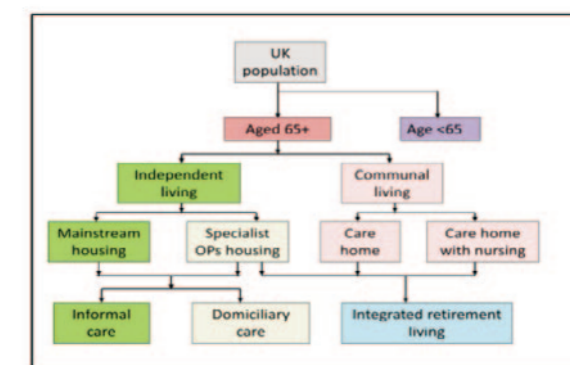 UK
population
Aged 65+
Age <65
Independent
living
Communal
living
Mainstream
housing
Specialist
OPs housing
Care
home
Care home
with nursing
Informal
care
Domiciliary
care
Integrated retirement
living